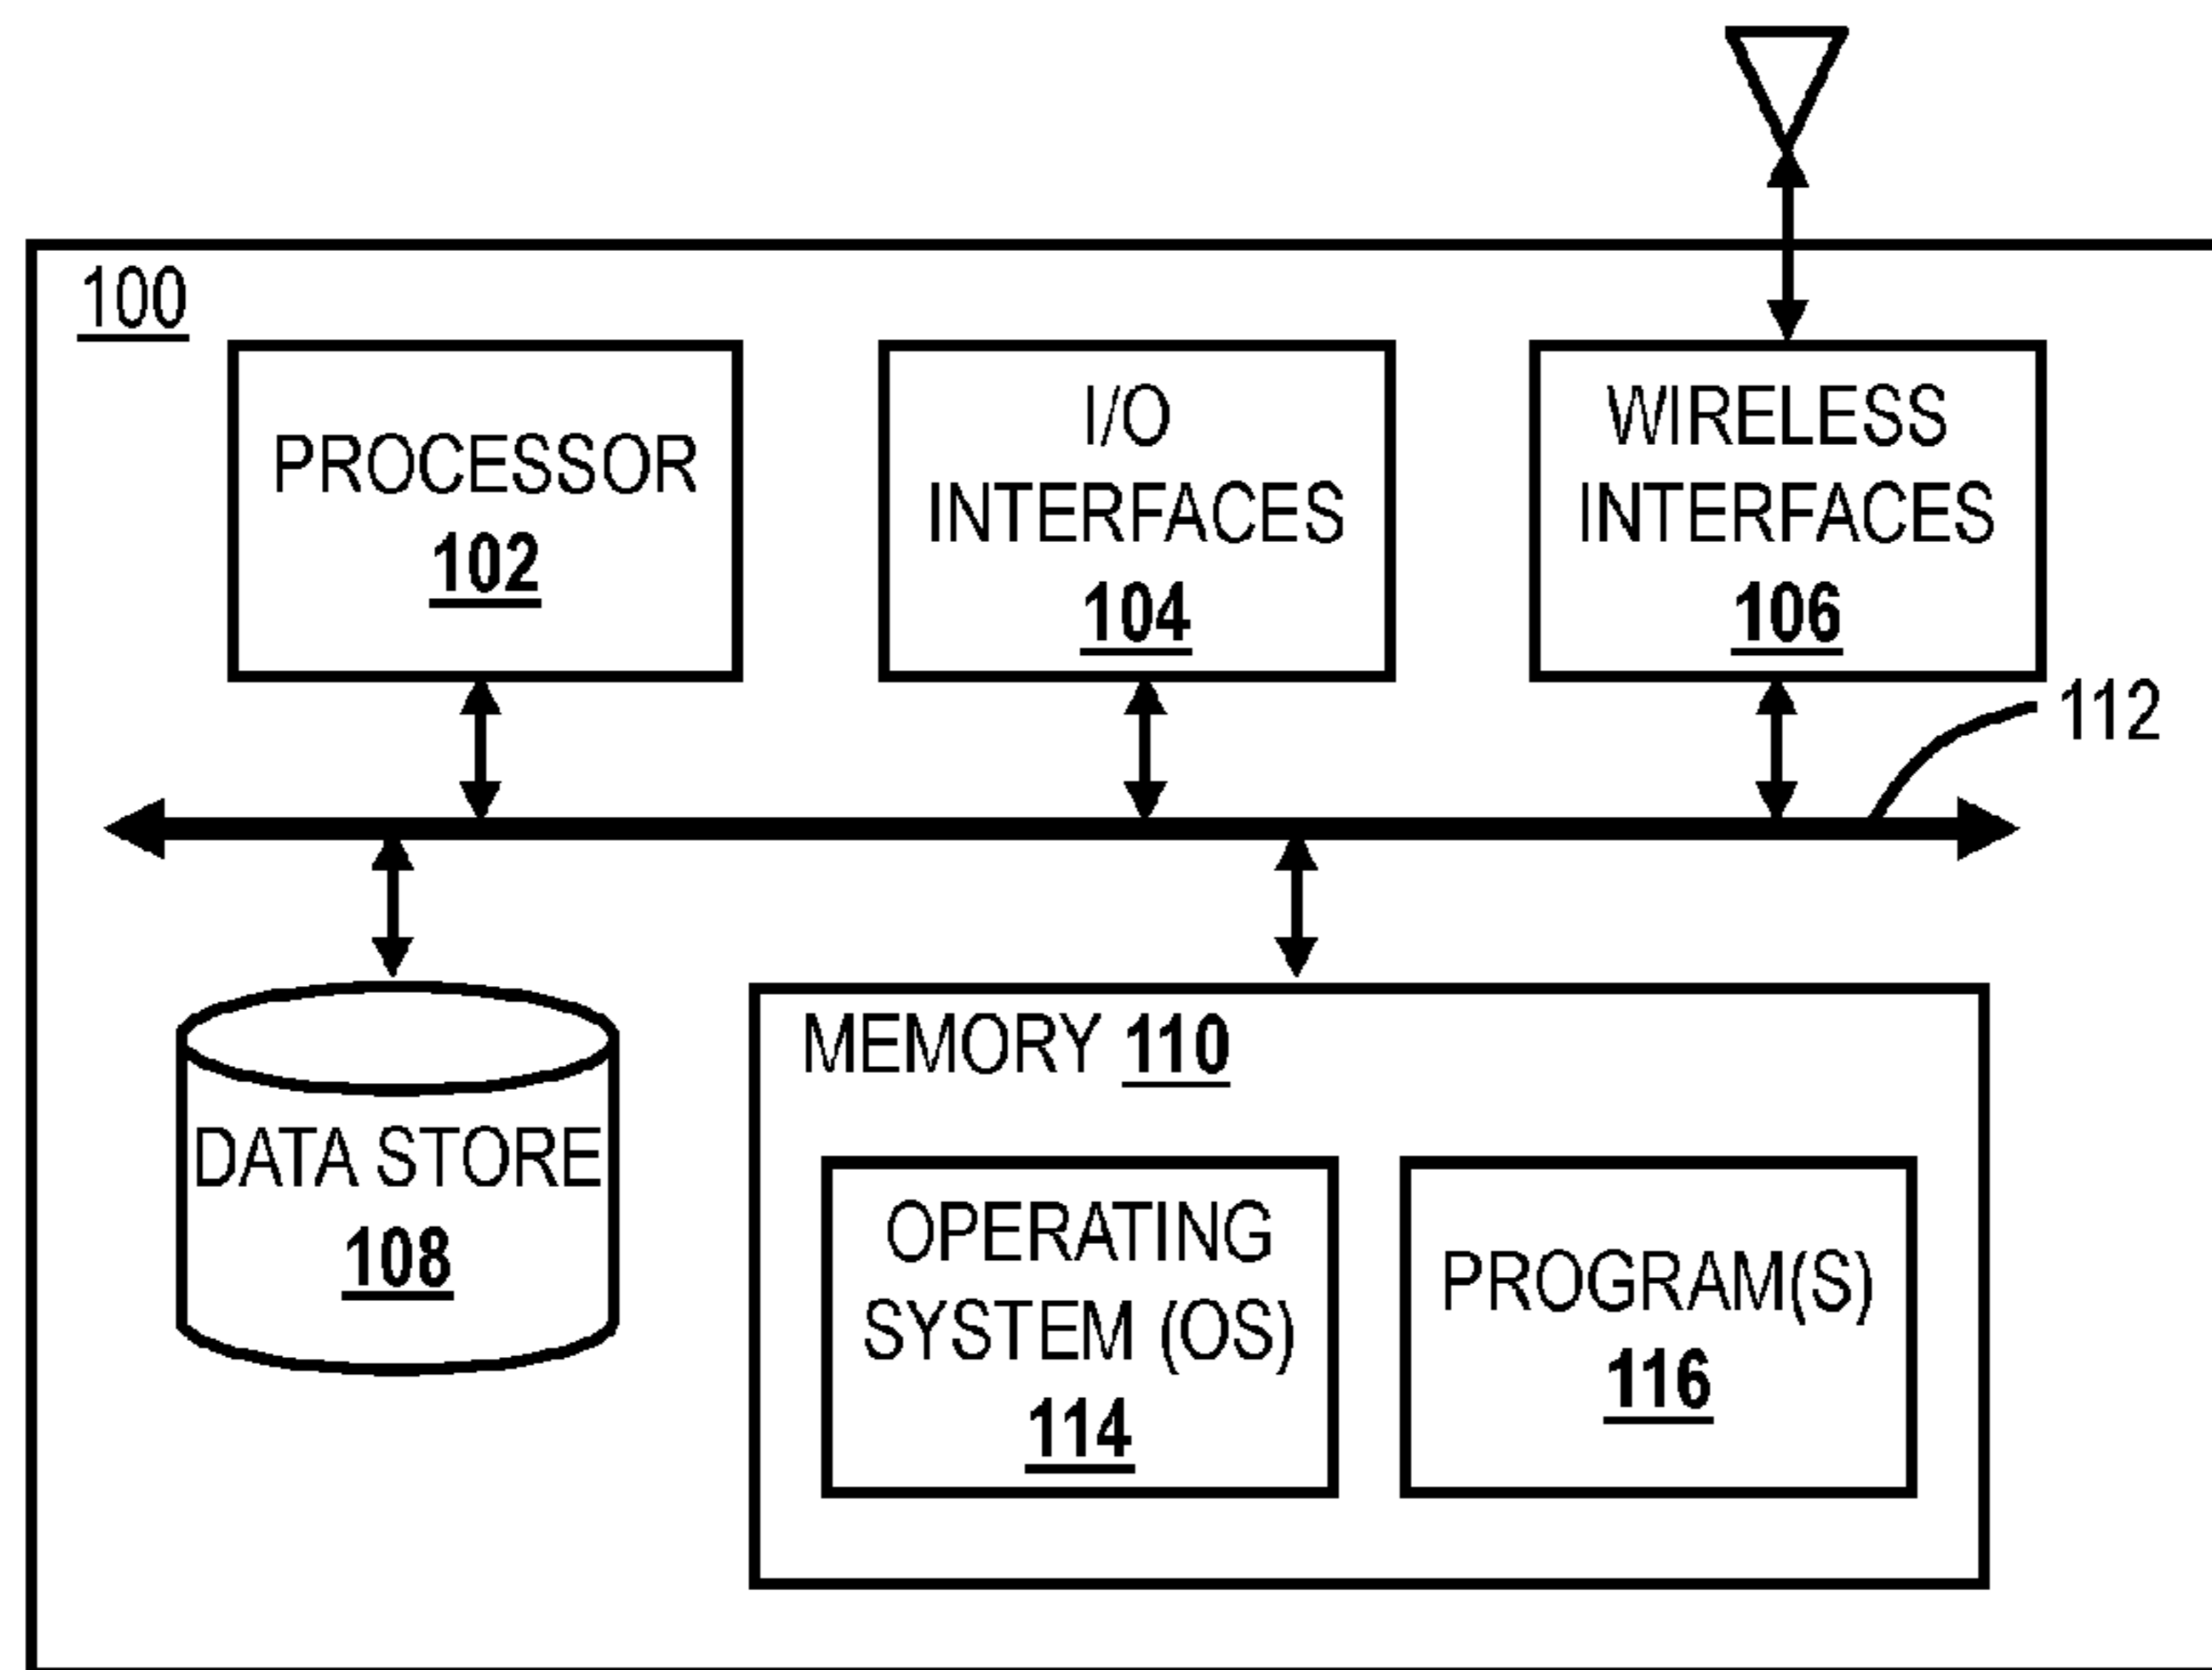 100
PROCESSOR
102
I/O
INTERFACES
104
WIRELESS
INTERFACES
106
112
DATA STORE
108
MEMORY 110
OPERATING
SYSTEM (OS)
114
PROGRAM(S)
116